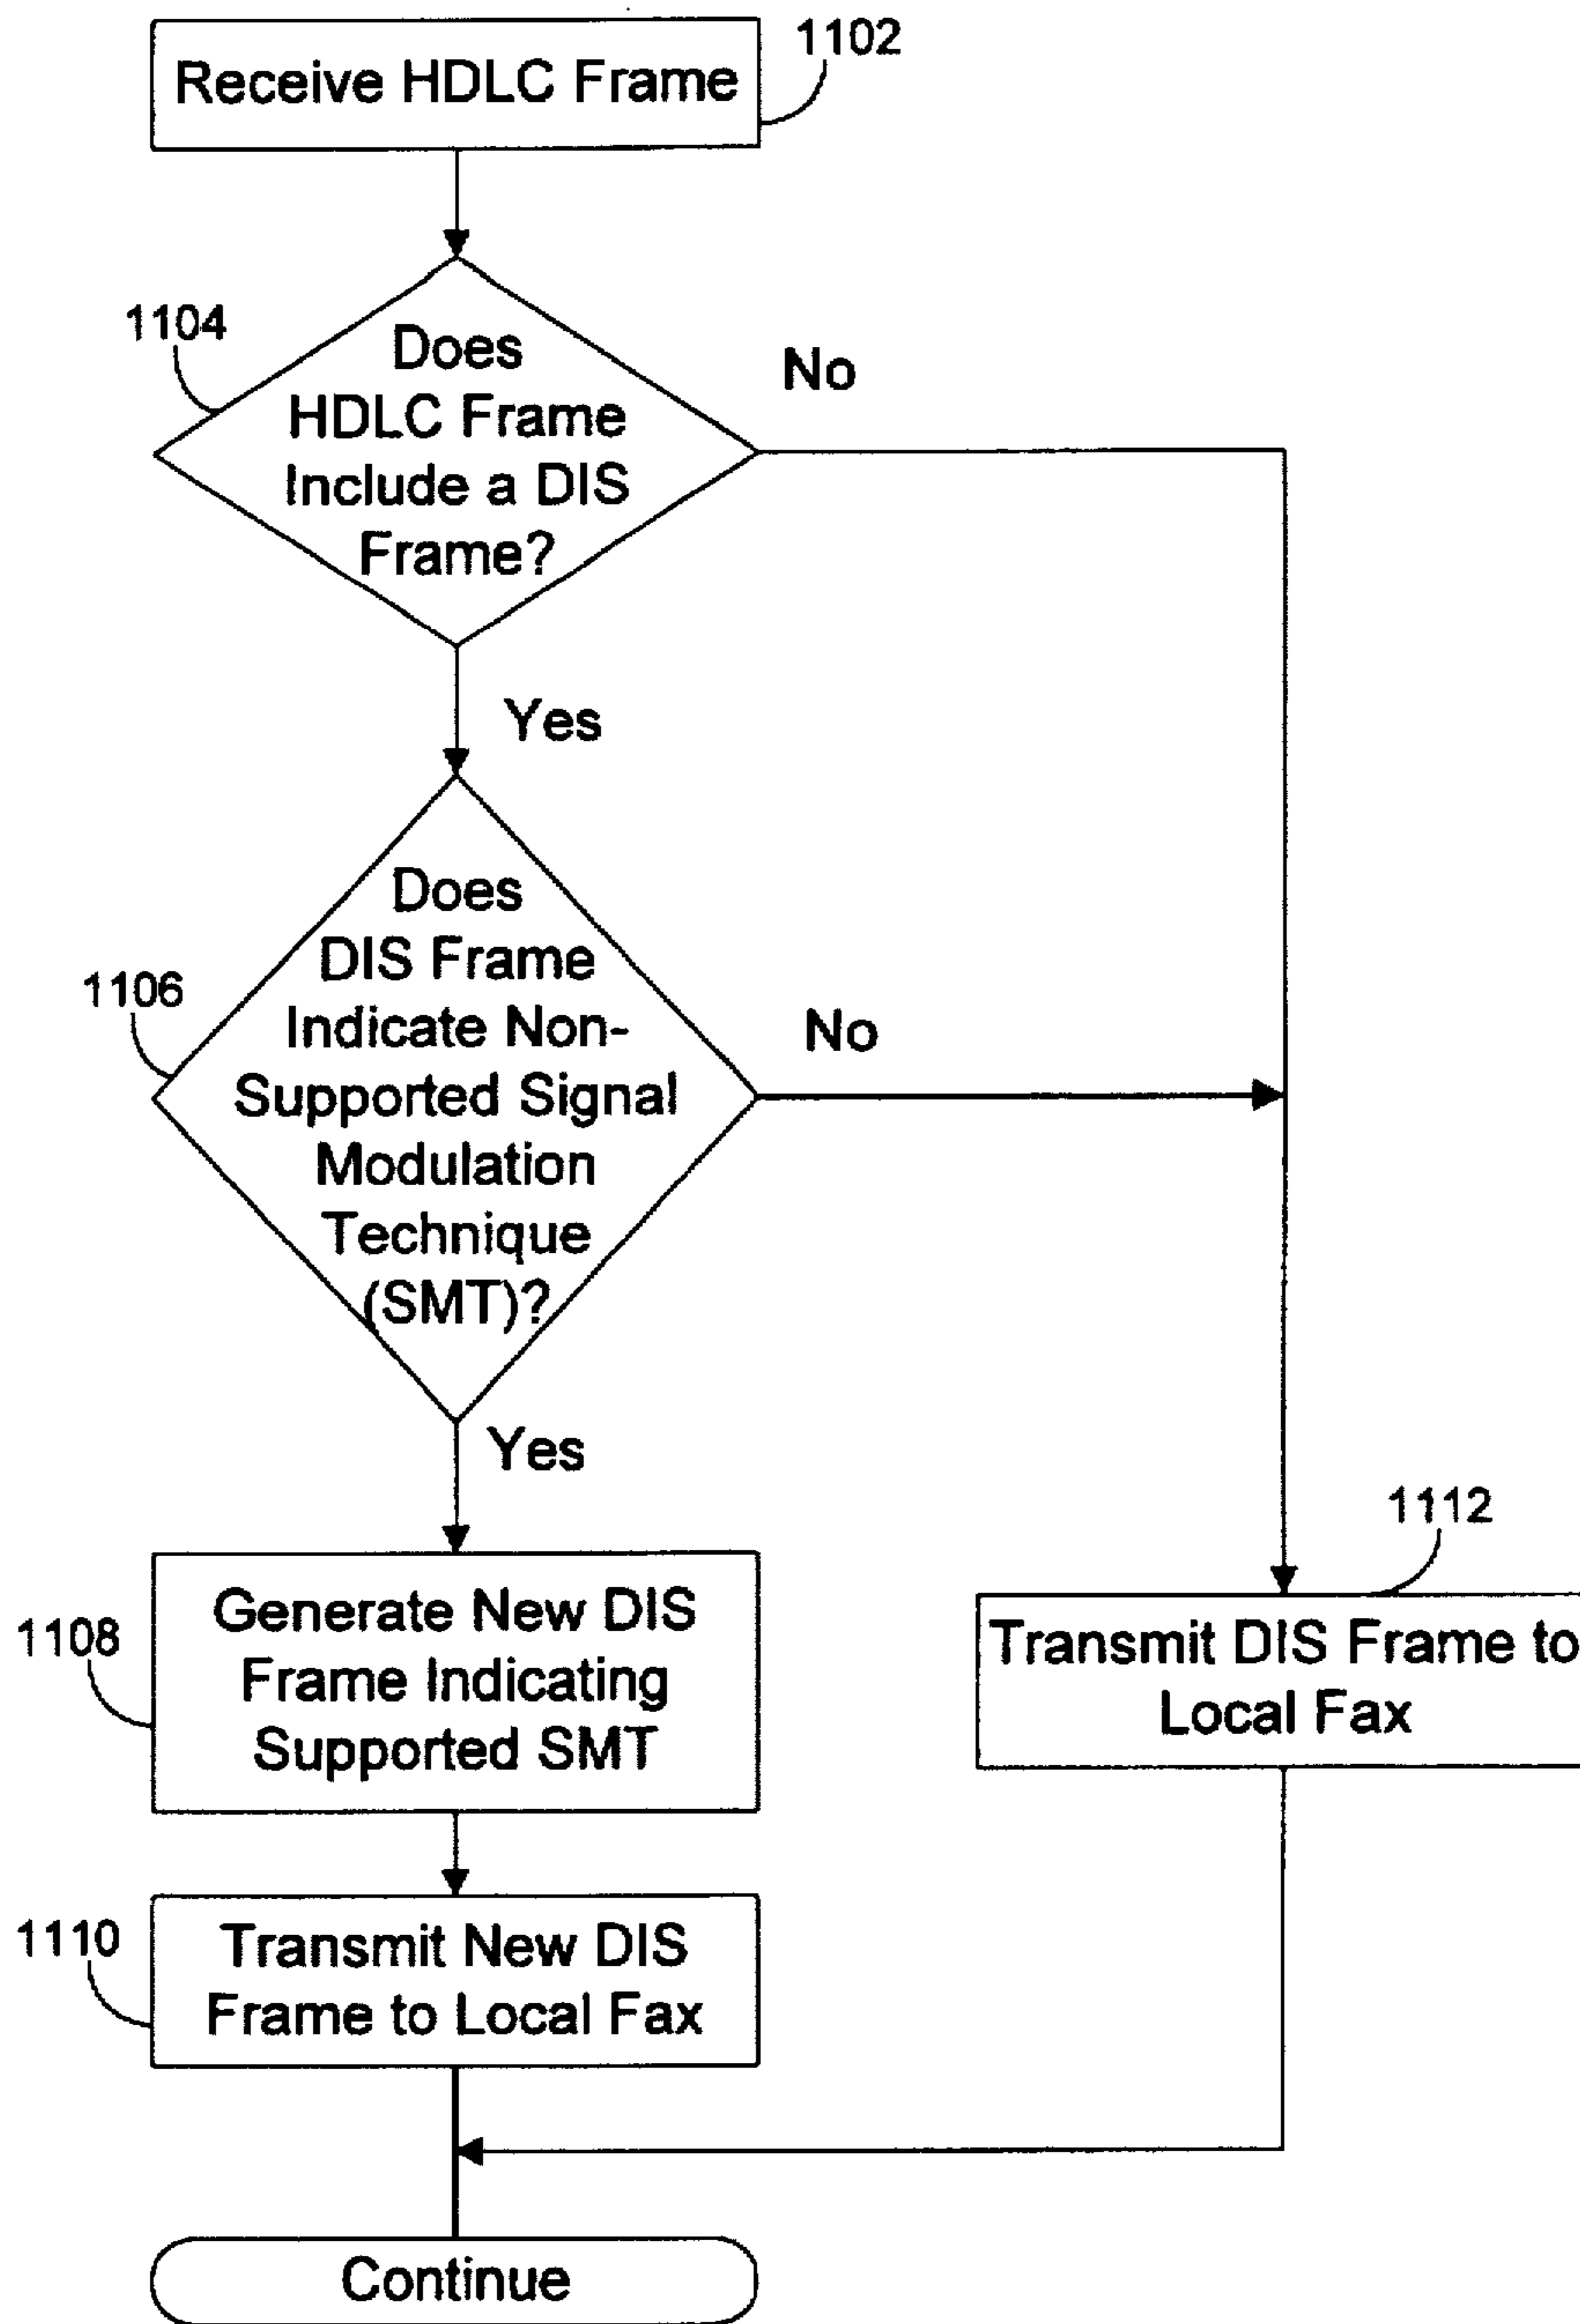 Receive HDLC Frame
1102
1104
Does
HDLC Frame
Include a DIS
Frame?
No
Yes
1106
Does
DIS Frame
Indicate Non-
Supported Signal
Modulation
Technique
(SMT)?
No
Yes
1108
Generate New DIS
Frame Indicating
Supported SMT
1112
Transmit DIS Frame to
Local Fax
1110
Transmit New DIS
Frame to Local Fax
Continue